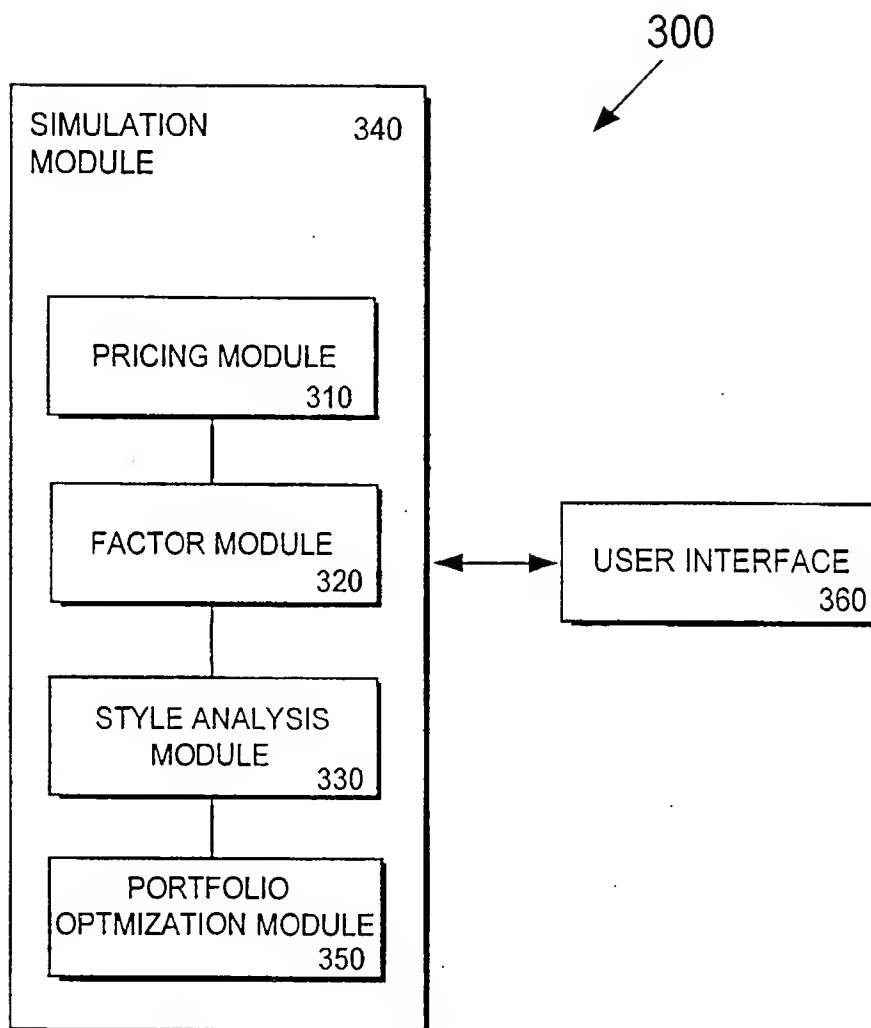 300
SIMULATION 340
MODULE
PRICING MODULE
310
FACTOR MODULE
320
STYLE ANALYSIS
MODULE
330
PORTFOLIO
OPTMIZATION MODULE
350
USER INTERFACE
360